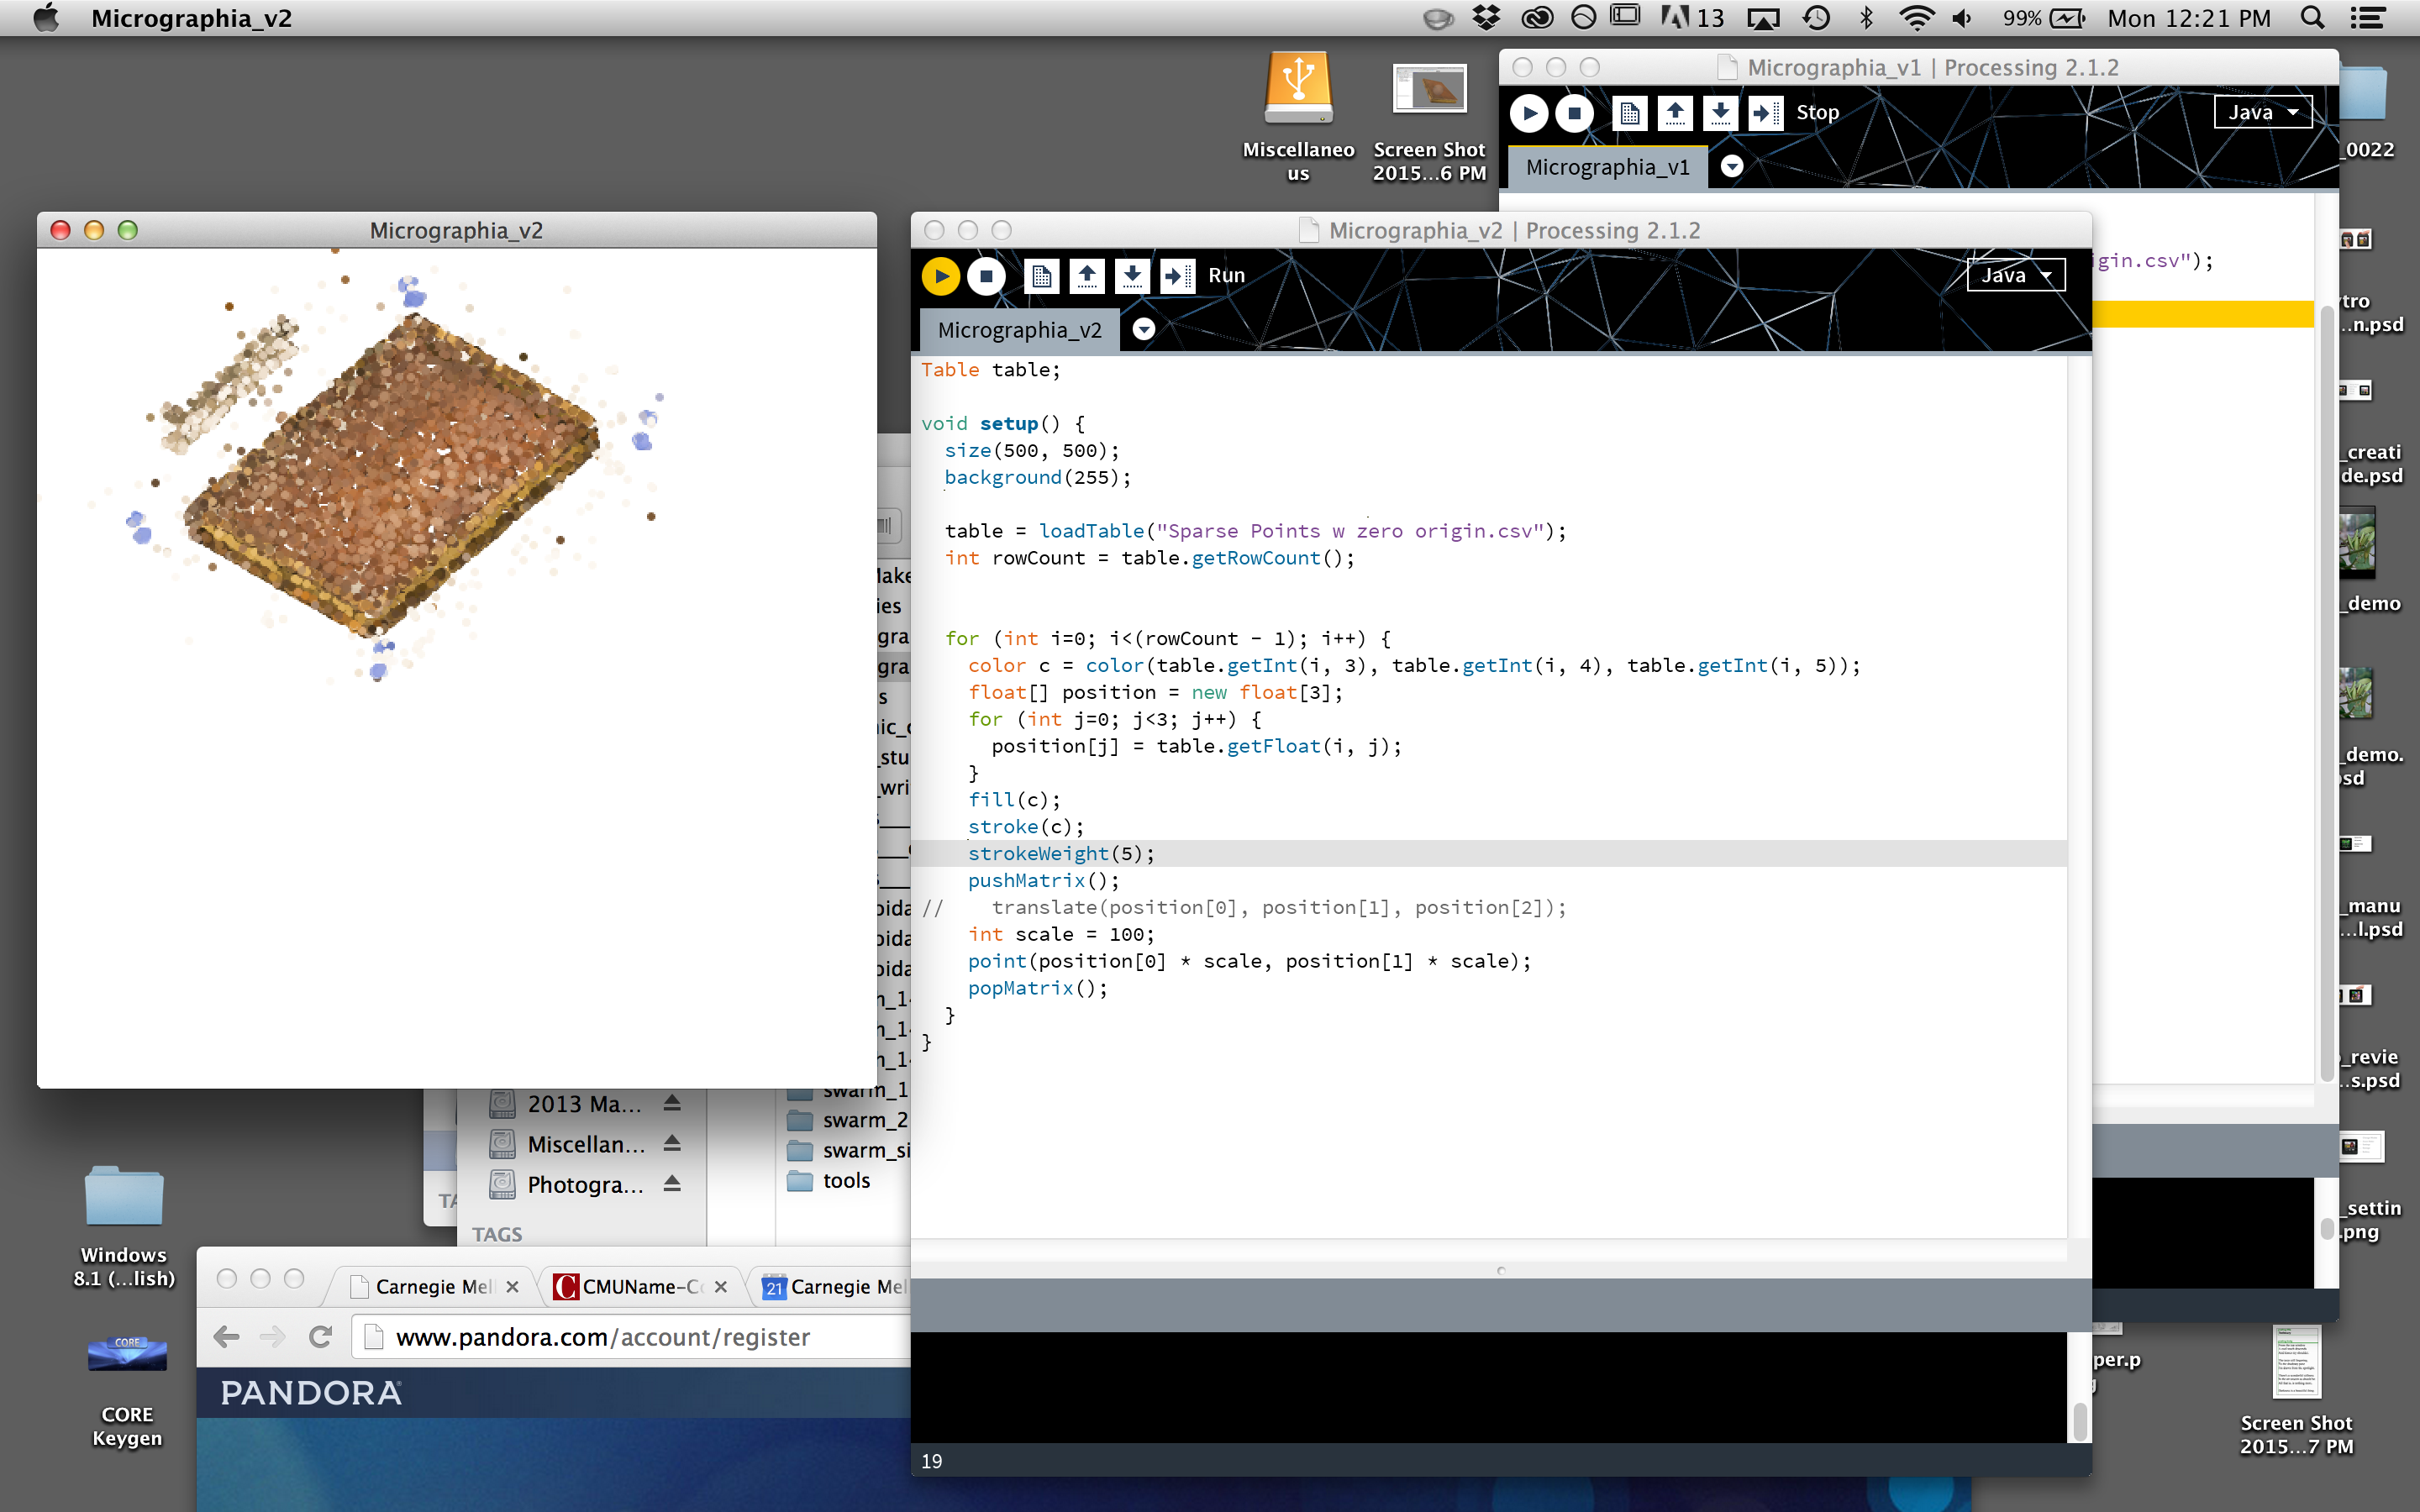 Micrographia_v2
13
99%
Mon 12:21 PM
Miscellaneo
us
Screen Shot
2015...6 PM
Micrographia_v1 | Processing 2.1.2
Stop
Java
Micrographia_v1
_0022
igin.csv");
...n.psd
_creati
de.psd
_demo
_demo.
_manu
...l.psd
_revie
...s.psd
_settin
.png
Micrographia_v2
Micrographia_v2 | Processing 2.1.2
Run
Java
Micrographia_v2
Table table;
void setup() {
size(500, 500);
background(255);
table = loadTable("Sparse Points w zero origin.csv");
int rowCount = table.getRowCount();
for (int i=0; i<(rowCount - 1); i++) {
color c = color(table.getInt(i, 3), table.getInt(i, 4), table.getInt(i, 5));
float[] position = new float[3];
for (int j=0; j<3; j++) {
position[j] = table.getFloat(i, j);
}
fill(c);
stroke(c);
strokeWeight(5);
pushMatrix();
// translate(position[0], position[1], position[2]);
int scale = 100;
point(position[0] * scale, position[1] * scale);
popMatrix();
}
}
19
2013 Ma...
Miscellan...
Photogra...
TAGS
swarm_1
swarm_2
swarm_si
tools
Windows
8.1 (...lish)
CORE
CORE
Keygen
Carnegie Mel
CMUName-Co
21
Carnegie Mel
www.pandora.com/account/register
PANDORA
per.p
Screen Shot
2015...7 PM